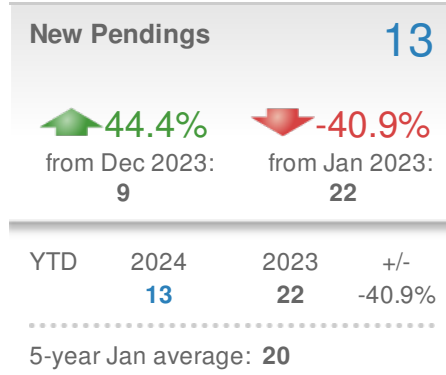 New Pendings 13
44.4% -40.9%
from Dec 2023: from Jan 2023:
9 22
YTD 2024 2023 +/-
13 22 -40.9%
5-year Jan average: 20